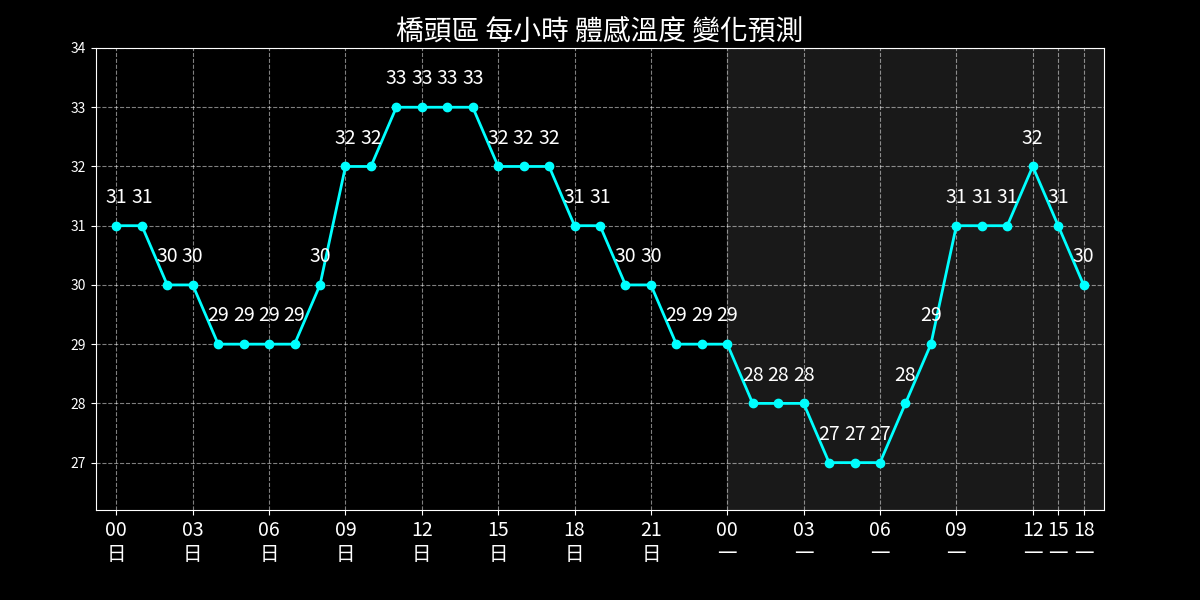 橋頭區 每小時 體感溫度 變化預測
34
33 33 33 33
33
32 32 32 32 32 32
32
31 31 31 31 31 31 31 31
31
30 30 30 30 30 30
30
29 29 29 29 29 29 29 29
29
28 28 28 28
28
27 27 27
27
00 03 06 09 12 15 18 21 00 03 06 09 12 15 18
日 日 日 日 日 日 日 日 一 一 一 一 一 一 一